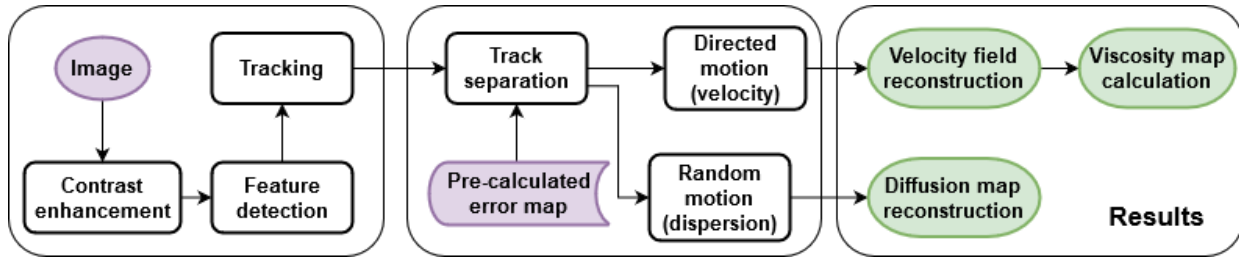 Image
Contrast
enhancement
Feature
detection
Tracking
Track
separation
Pre-calculated
error map
Directed
motion
(velocity)
Random
motion
(dispersion)
Velocity field
reconstruction
Viscosity map
calculation
Diffusion map
reconstruction
Results